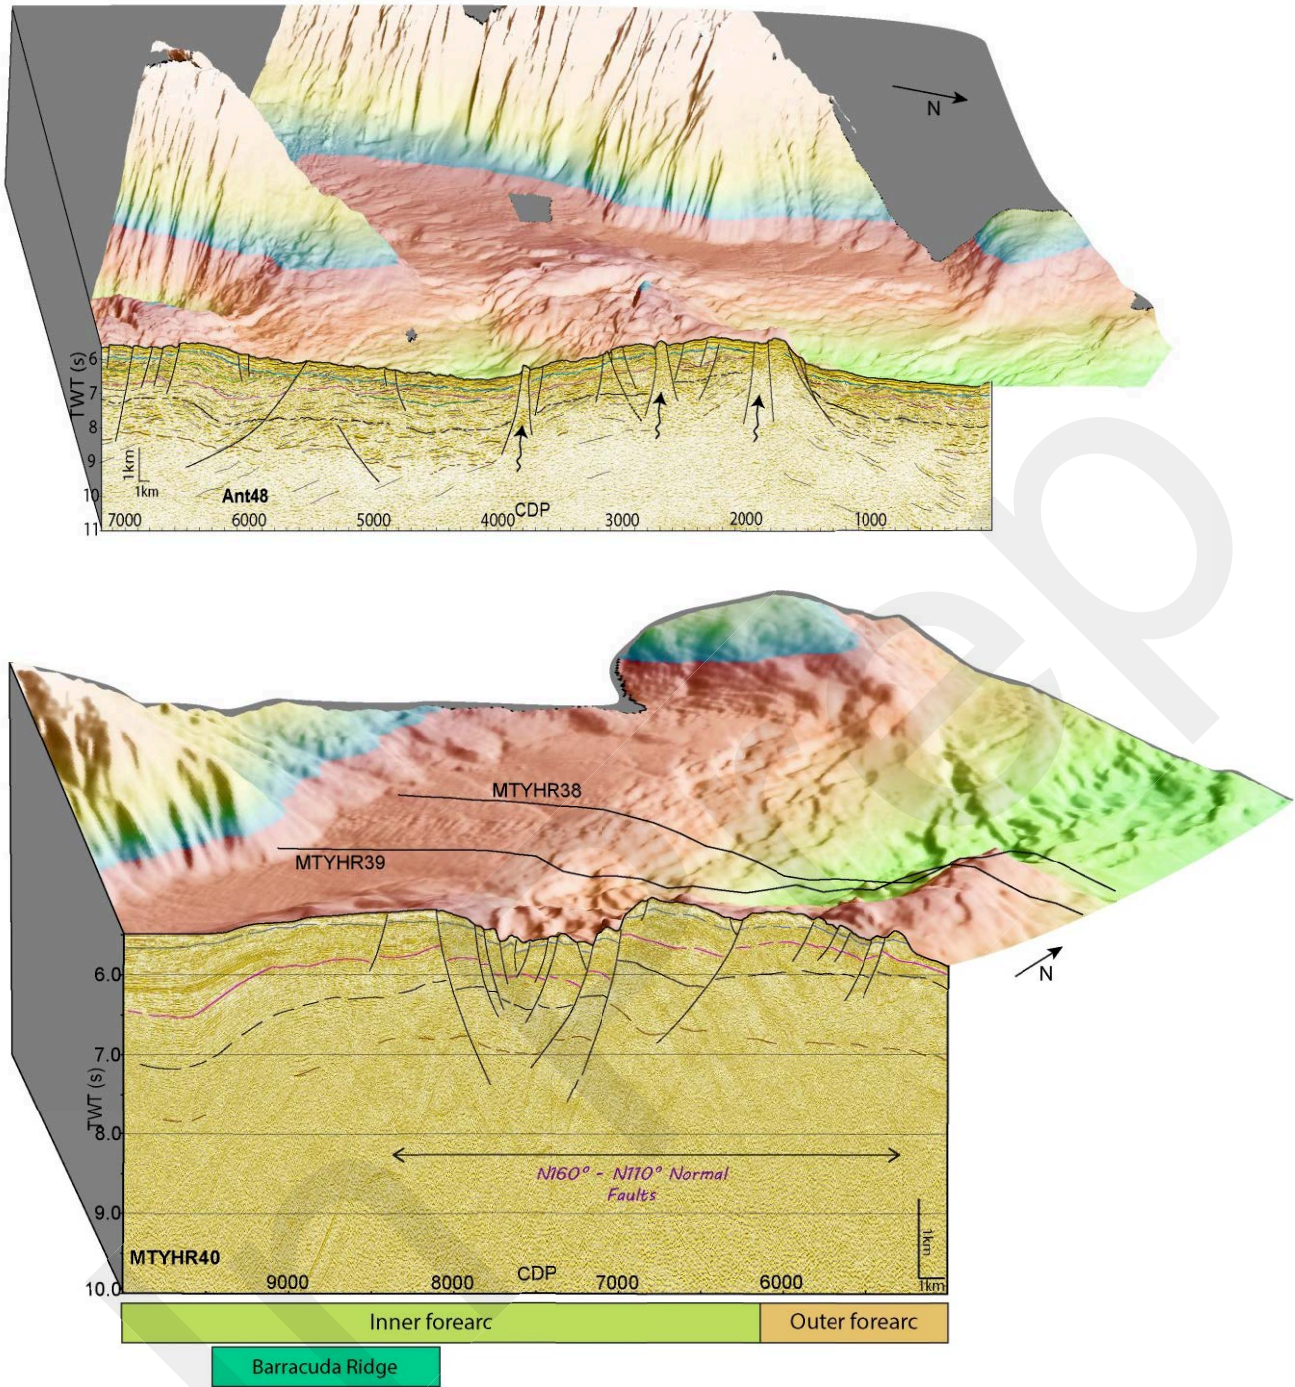 N
TWT (s)
6
7
8
9
10
11
1km
1km
Ant48
CDP
7000 6000 5000 4000 3000 2000 1000
MTYHR38
MTYHR39
N
6.0
7.0
TWT (s)
8.0
N160° - N110° Normal
Faults
9.0
1km
1km
MTYHR40
10.0
CDP
9000 8000 7000 6000
Inner forearc
Outer forearc
Barracuda Ridge